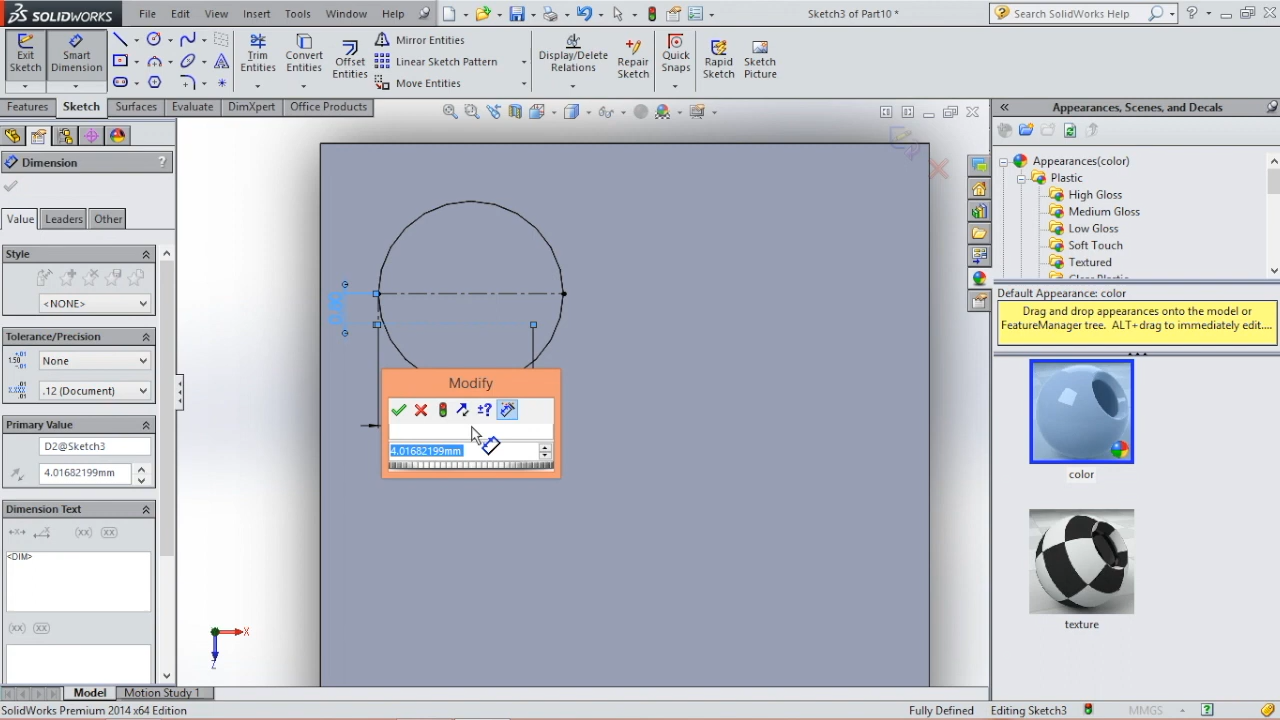 SOLIDWORKS File Edit View Insert Tools Window Help Sketch3 of Part10 * Search SolidWorks Help
Exit Sketch
Smart Dimension
Trim Entities
Convert Entities
Offset Entities
Mirror Entities
Linear Sketch Pattern
Move Entities
Display/Delete Relations
Repair Sketch
Quick Snaps
Rapid Sketch
Sketch Picture
Features Sketch Surfaces Evaluate DimXpert Office Products
Appearances, Scenes, and Decals
Dimension ?
Value Leaders Other
Style
<NONE>
Tolerance/Precision
None
.12 (Document)
Primary Value
D2@Sketch3
4.01682199mm
Dimension Text
<DIM>
Modify
4.01682199mm
X
Z
Appearances(color)
Plastic
High Gloss
Medium Gloss
Low Gloss
Soft Touch
Textured
Default Appearance: color
Drag and drop appearances onto the model or
FeatureManager tree. ALT+drag to immediately edit....
color
texture
Model Motion Study 1
SolidWorks Premium 2014 x64 Edition Fully Defined Editing Sketch3 MMGS